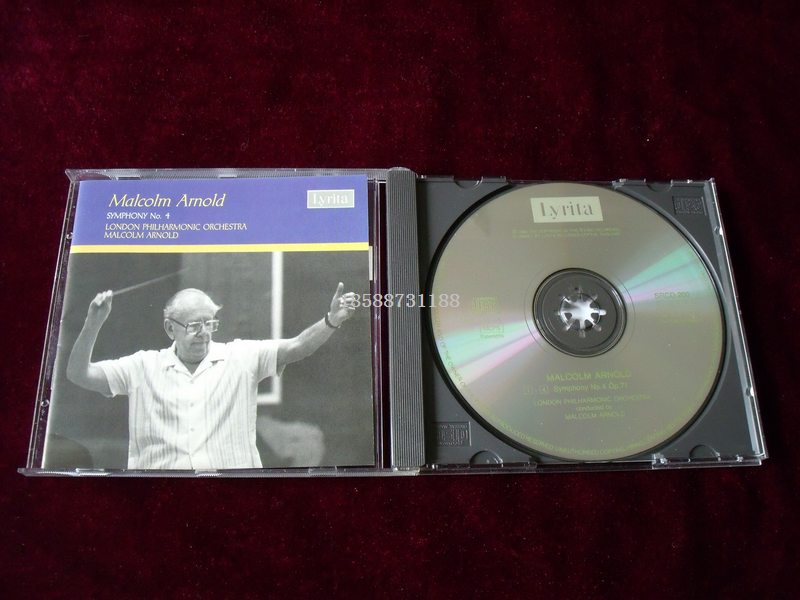 Malcolm Arnold
Lyrita
SYMPHONY No. 4
LONDON PHILHARMONIC ORCHESTRA
MALCOLM ARNOLD
18588731188
Lyrita
MALCOLM ARNOLD
Symphony No.4 Op.71
LONDON PHILHARMONIC ORCHESTRA
conducted by
MALCOLM ARNOLD